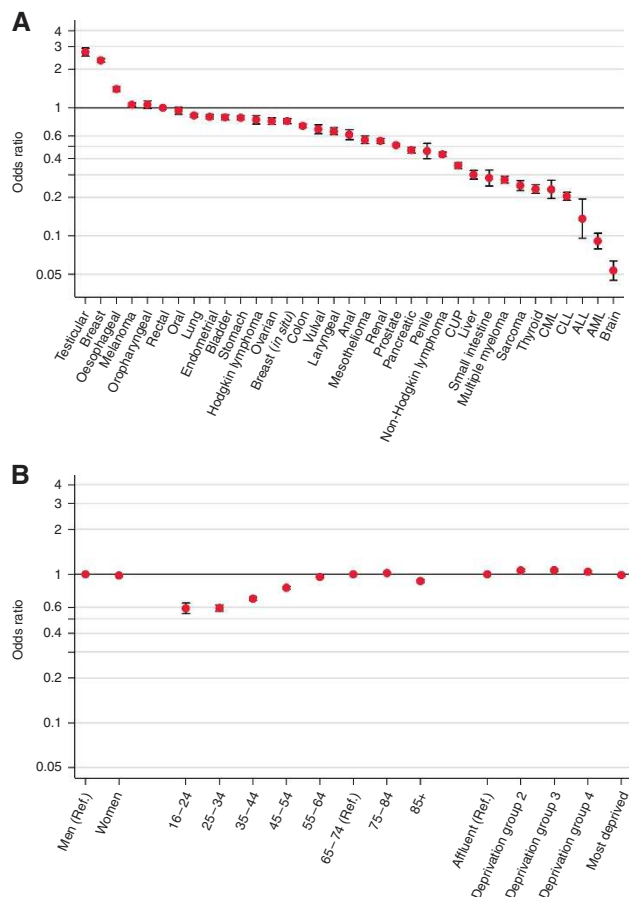 A
4
3
2
1
0.6
0.4
0.2
0.1
0.05
Odds ratio
Testicular
Breast
Oesophageal
Melanoma
Oropharyngeal
Rectal
Oral
Lung
Endometrial
Bladder
Stomach
Hodgkin lymphoma
Ovarian
Breast (in situ)
Colon
Vulval
Laryngeal
Anal
Mesothelioma
Renal
Prostate
Pancreatic
Penile
Non-Hodgkin lymphoma
CUP
Liver
Small intestine
Multiple myeloma
Sarcoma
Thyroid
CML
CLL
ALL
AML
Brain
B
4
3
2
1
0.6
0.4
0.2
0.1
0.05
Odds ratio
Men (Ref.)
Women
16–24
25–34
35–44
45–54
55–64
65–74 (Ref.)
75–84
85+
Affluent (Ref.)
Deprivation group 2
Deprivation group 3
Deprivation group 4
Most deprived